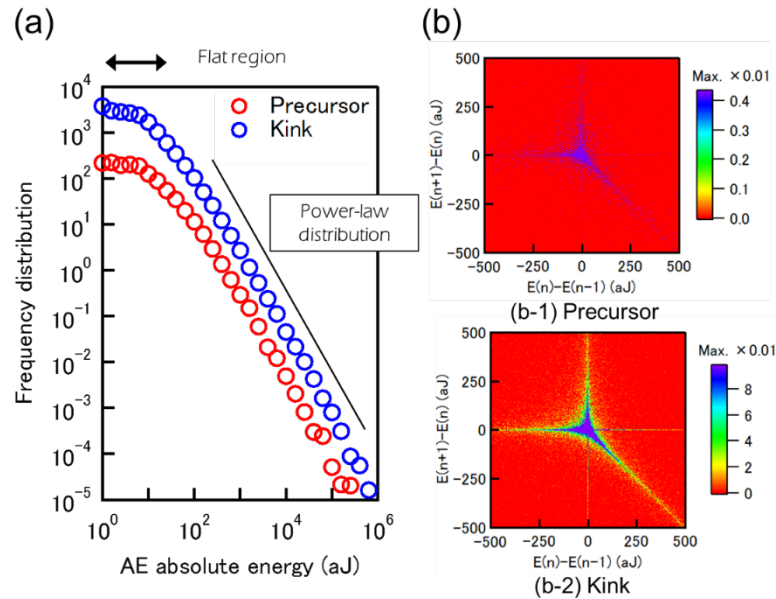 (a)
Flat region
Precursor
Kink
Power-law
distribution
Frequency distribution
10^4
10^3
10^2
10^1
10^0
10^-1
10^-2
10^-3
10^-4
10^-5
10^0 10^2 10^4 10^6
AE absolute energy (aJ)
(b)
Max. ×0.01
500
250
0
-250
-500
-500 -250 0 250 500
E(n+1)-E(n) (aJ)
E(n)-E(n-1) (aJ)
0.4
0.3
0.2
0.1
0.0
(b-1) Precursor
Max. ×0.01
500
250
0
-250
-500
-500 -250 0 250 500
E(n+1)-E(n) (aJ)
E(n)-E(n-1) (aJ)
8
6
4
2
0
(b-2) Kink